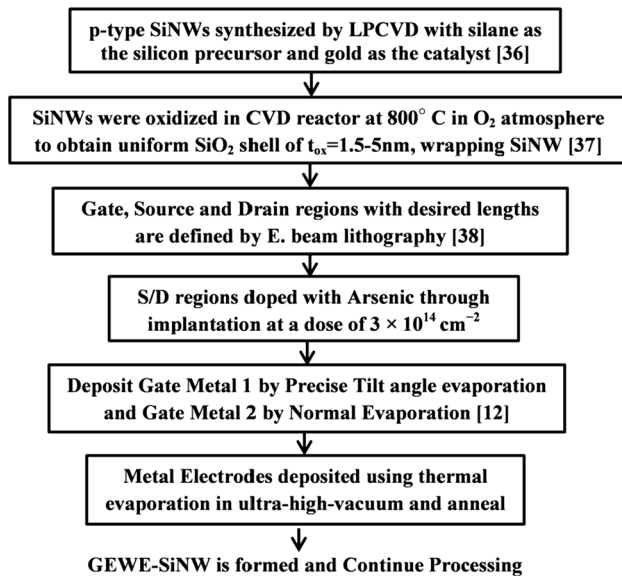 p-type SiNWs synthesized by LPCVD with silane as
the silicon precursor and gold as the catalyst [36]
SiNWs were oxidized in CVD reactor at 800° C in O₂ atmosphere
to obtain uniform SiO₂ shell of tₒₓ=1.5-5nm, wrapping SiNW [37]
Gate, Source and Drain regions with desired lengths
are defined by E. beam lithography [38]
S/D regions doped with Arsenic through
implantation at a dose of 3 × 10¹⁴ cm⁻²
Deposit Gate Metal 1 by Precise Tilt angle evaporation
and Gate Metal 2 by Normal Evaporation [12]
Metal Electrodes deposited using thermal
evaporation in ultra-high-vacuum and anneal
GEWE-SiNW is formed and Continue Processing